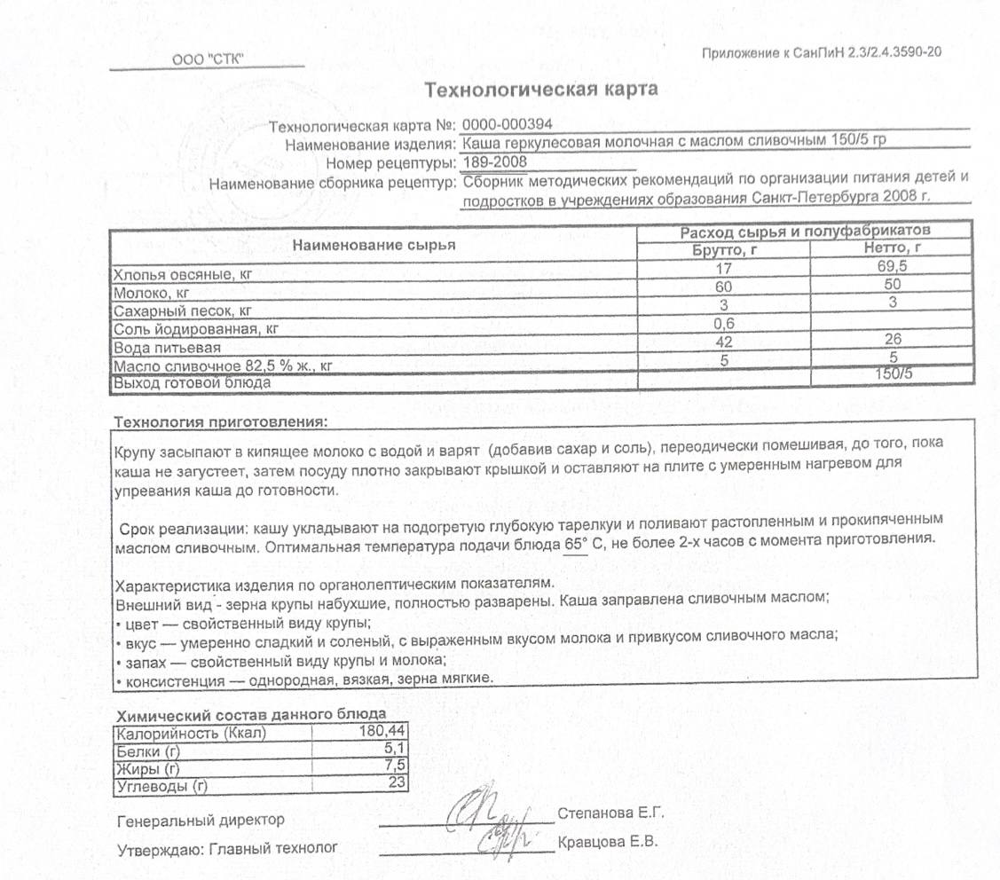 ООО "СТК"
Приложение к СанПиН 2.3/2.4.3590-20
Технологическая карта
Технологическая карта №: 0000-000394
Наименование изделия: Каша геркулесовая молочная с маслом сливочным 150/5 гр
Номер рецептуры: 189-2008
Наименование сборника рецептур: Сборник методических рекомендаций по организации питания детей и
подростков в учреждениях образования Санкт-Петербурга 2008 г.
Наименование сырья Расход сырья и полуфабрикатов
Брутто, г Нетто, г
Хлопья овсяные, кг 17 69,5
Молоко, кг 60 50
Сахарный песок, кг 3 3
Соль йодированная, кг 0,6
Вода питьевая 42 26
Масло сливочное 82,5 % ж., кг 5 5
Выход готовой блюда 150/5
Технология приготовления:
Крупу засыпают в кипящее молоко с водой и варят (добавив сахар и соль), переодически помешивая, до того, пока
каша не загустеет, затем посуду плотно закрывают крышкой и оставляют на плите с умеренным нагревом для
упревания каша до готовности.
Срок реализации: кашу укладывают на подогретую глубокую тарелкуи и поливают растопленным и прокипяченным
маслом сливочным. Оптимальная температура подачи блюда 65° С, не более 2-х часов с момента приготовления.
Характеристика изделия по органолептическим показателям.
Внешний вид - зерна крупы набухшие, полностью разварены. Каша заправлена сливочным маслом;
• цвет — свойственный виду крупы;
• вкус — умеренно сладкий и соленый, с выраженным вкусом молока и привкусом сливочного масла;
• запах — свойственный виду крупы и молока;
• консистенция — однородная, вязкая, зерна мягкие.
Химический состав данного блюда
Калорийность (Ккал) 180,44
Белки (г) 5,1
Жиры (г) 7,5
Углеводы (г) 23
Генеральный директор Степанова Е.Г.
Утверждаю: Главный технолог Кравцова Е.В.